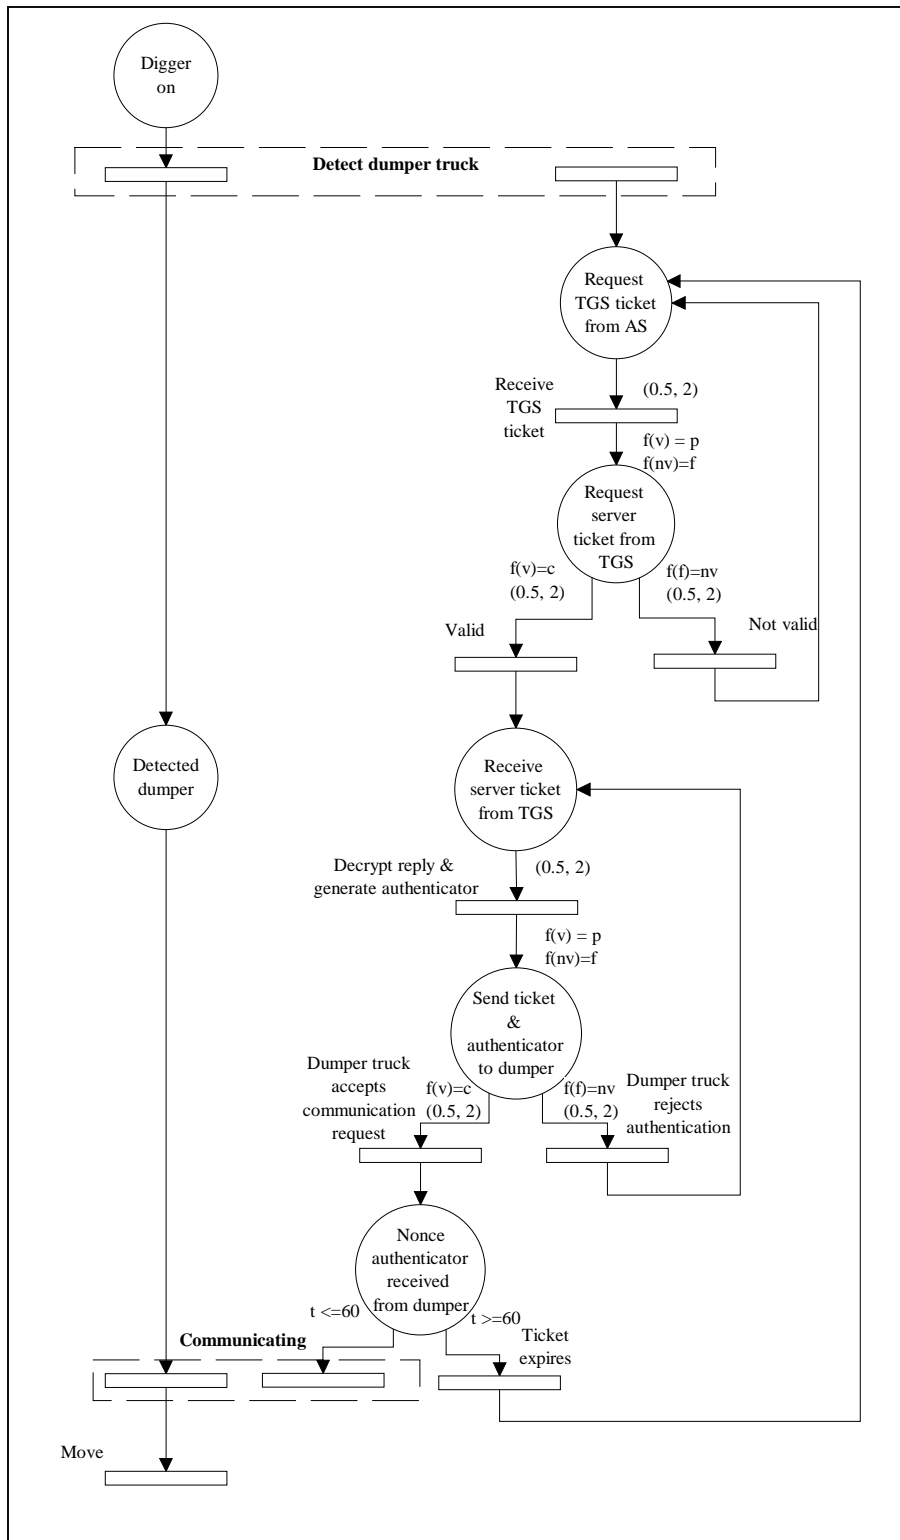 Digger
on
Detect dumper truck
Request
TGS ticket
from AS
Receive
TGS
ticket
(0.5, 2)
f(v) = p
f(nv)=f
Request
server
ticket from
TGS
f(v)=c
(0.5, 2)
f(f)=nv
(0.5, 2)
Valid
Not valid
Detected
dumper
Receive
server ticket
from TGS
Decrypt reply &
generate authenticator
(0.5, 2)
f(v) = p
f(nv)=f
Send ticket
&
authenticator
to dumper
Dumper truck
accepts
communication
request
f(v)=c
(0.5, 2)
f(f)=nv
(0.5, 2)
Dumper truck
rejects
authentication
Nonce
authenticator
received
from dumper
t <=60
t >=60
Communicating
Ticket
expires
Move